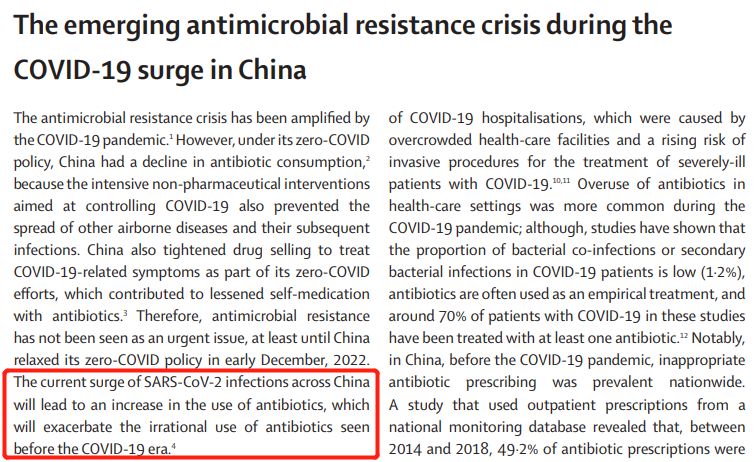 The emerging antimicrobial resistance crisis during the
COVID-19 surge in China
The antimicrobial resistance crisis has been amplified by
the COVID-19 pandemic.¹ However, under its zero-COVID
policy, China had a decline in antibiotic consumption,²
because the intensive non-pharmaceutical interventions
aimed at controlling COVID-19 also prevented the
spread of other airborne diseases and their subsequent
infections. China also tightened drug selling to treat
COVID-19-related symptoms as part of its zero-COVID
efforts, which contributed to lessened self-medication
with antibiotics.³ Therefore, antimicrobial resistance
has not been seen as an urgent issue, at least until China
relaxed its zero-COVID policy in early December, 2022.
The current surge of SARS-CoV-2 infections across China
will lead to an increase in the use of antibiotics, which
will exacerbate the irrational use of antibiotics seen
before the COVID-19 era.⁴
of COVID-19 hospitalisations, which were caused by
overcrowded health-care facilities and a rising risk of
invasive procedures for the treatment of severely-ill
patients with COVID-19.¹⁰,¹¹ Overuse of antibiotics in
health-care settings was more common during the
COVID-19 pandemic; although, studies have shown that
the proportion of bacterial co-infections or secondary
bacterial infections in COVID-19 patients is low (1·2%),
antibiotics are often used as an empirical treatment, and
around 70% of patients with COVID-19 in these studies
have been treated with at least one antibiotic.¹² Notably,
in China, before the COVID-19 pandemic, inappropriate
antibiotic prescribing was prevalent nationwide.
A study that used outpatient prescriptions from a
national monitoring database revealed that, between
2014 and 2018, 49·2% of antibiotic prescriptions were